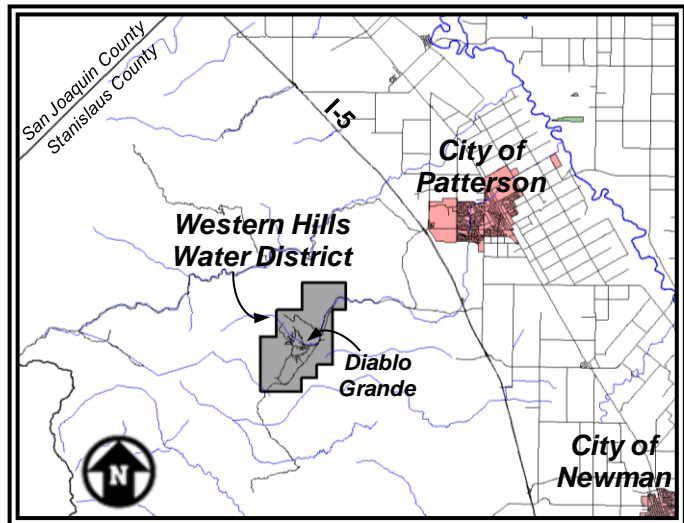 San Joaquin County
Stanislaus County
I-5
City of
Patterson
Western Hills
Water District
Diablo
Grande
City of
Newman
N